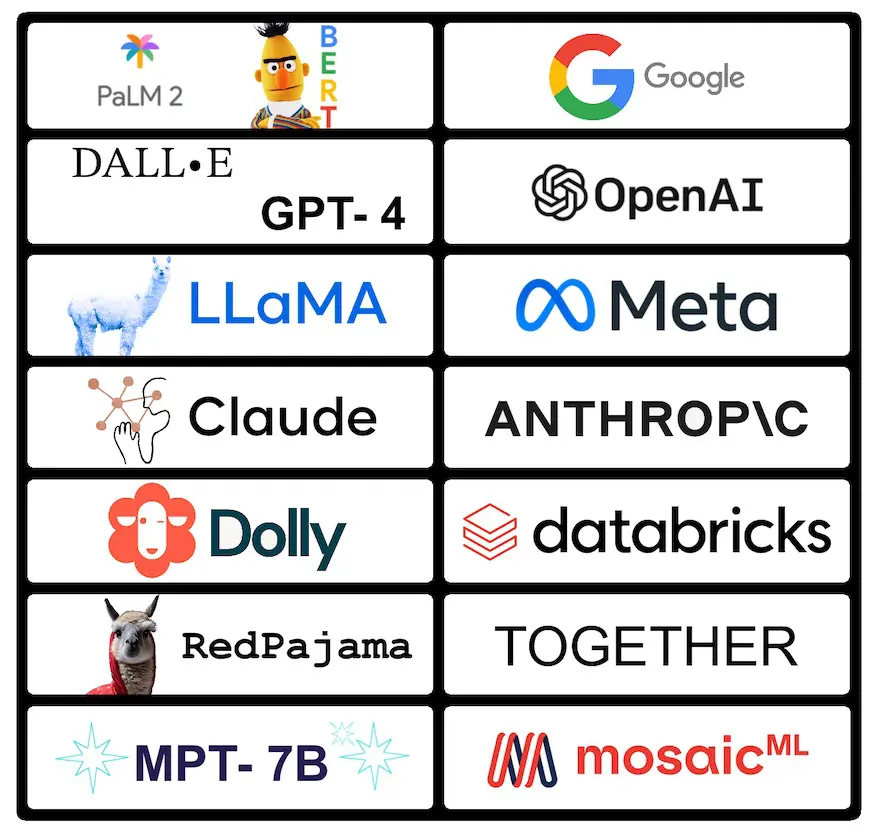 PaLM 2
BERT
Google
DALL•E
GPT- 4
OpenAI
LLaMA
Meta
Claude
ANTHROP\C
Dolly
databricks
RedPajama
TOGETHER
MPT- 7B
mosaicML